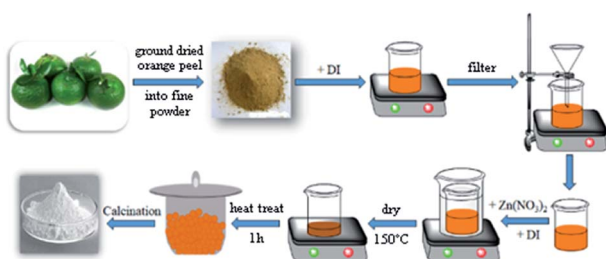 ground dried
orange peel
into fine
powder
+ DI
filter
+ Zn(NO₃)₂
+ DI
dry
150°C
heat treat
1h
Calcination